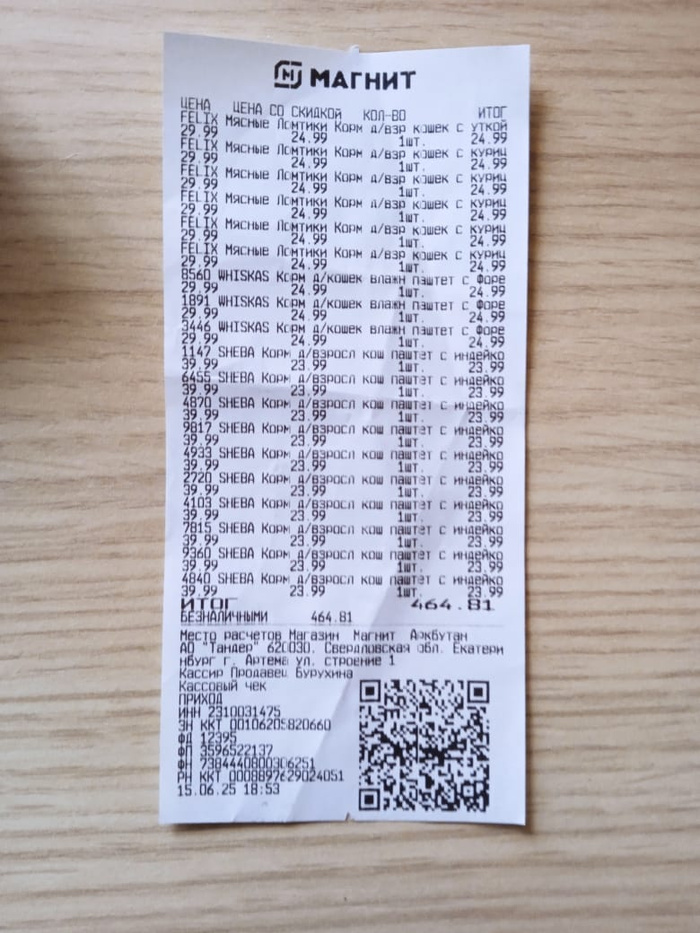 МАГНИТ
ЦЕНА ЦЕНА СО СКИДКОЙ КОЛ-ВО ИТОГ
FELIX Мясные Ломтики Корм д/взр кошек с уткой
29.99 24.99 1шт. 24.99
FELIX Мясные Ломтики Корм д/взр кошек с куриц
29.99 24.99 1шт. 24.99
FELIX Мясные Ломтики Корм д/взр кошек с куриц
29.99 24.99 1шт. 24.99
FELIX Мясные Ломтики Корм д/взр кошек с куриц
29.99 24.99 1шт. 24.99
FELIX Мясные Ломтики Корм д/взр кошек с куриц
29.99 24.99 1шт. 24.99
FELIX Мясные Ломтики Корм д/взр кошек с куриц
29.99 24.99 1шт. 24.99
8560 WHISKAS Корм д/кошек влажн паштет с форе
29.99 24.99 1шт. 24.99
1891 WHISKAS Корм д/кошек влажн паштет с форе
29.99 24.99 1шт. 24.99
3446 WHISKAS Корм д/кошек влажн паштет с форе
29.99 24.99 1шт. 24.99
1147 SHEBA Корм д/взросл кош паштет с индейко
39.99 23.99 1шт. 23.99
6455 SHEBA Корм д/взросл кош паштет с индейко
39.99 23.99 1шт. 23.99
4870 SHEBA Корм д/взросл кош паштет с индейко
39.99 23.99 1шт. 23.99
9817 SHEBA Корм д/взросл кош паштет с индейко
39.99 23.99 1шт. 23.99
4933 SHEBA Корм д/взросл кош паштет с индейко
39.99 23.99 1шт. 23.99
2720 SHEBA Корм д/взросл кош паштет с индейко
39.99 23.99 1шт. 23.99
4103 SHEBA Корм д/взросл кош паштет с индейко
39.99 23.99 1шт. 23.99
7815 SHEBA Корм д/взросл кош паштет с индейко
39.99 23.99 1шт. 23.99
9360 SHEBA Корм д/взросл кош паштет с индейко
39.99 23.99 1шт. 23.99
4840 SHEBA Корм д/взросл кош паштет с индейко
39.99 23.99 1шт. 23.99
ИТОГ 464.81
БЕЗНАЛИЧНЫМИ 464.81
Место расчетов Магазин Магнит Аркбутан
АО "Тандер" 620030, Свердловская обл. Екатери
нбург г. Артема ул. строение 1
Кассир Продавец Бурухина
Кассовый чек
ПРИХОД
ИНН 2310031475
ЗН ККТ 00106205820660
ФД 12395
ФП 3596522137
ФН 7384440800306251
РН ККТ 0008897629024051
15.06.25 18:53